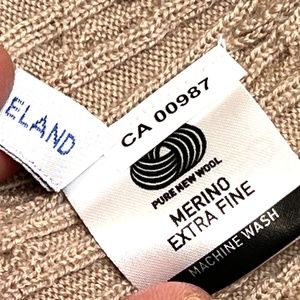 ELAND
CA 00987
PURE NEW WOOL
MERINO
EXTRA FINE
MACHINE WASH